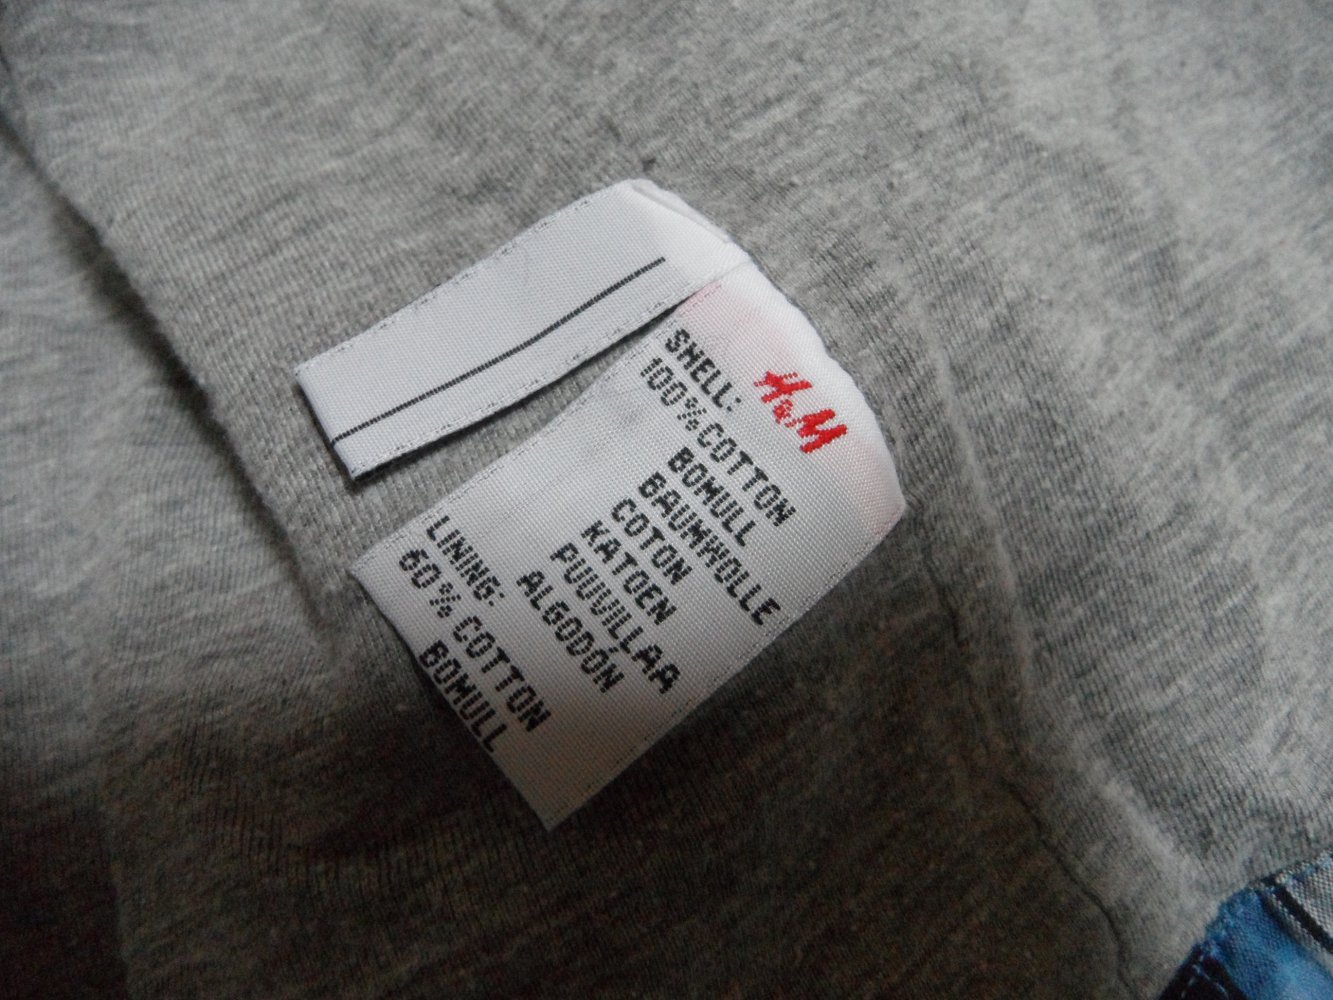 H&M
SHELL:
100% COTTON
BOMULL
BAUMWOLLE
COTON
KATOEN
PUUVILLAA
ALGODÓN
LINING:
60% COTTON
BOMULL